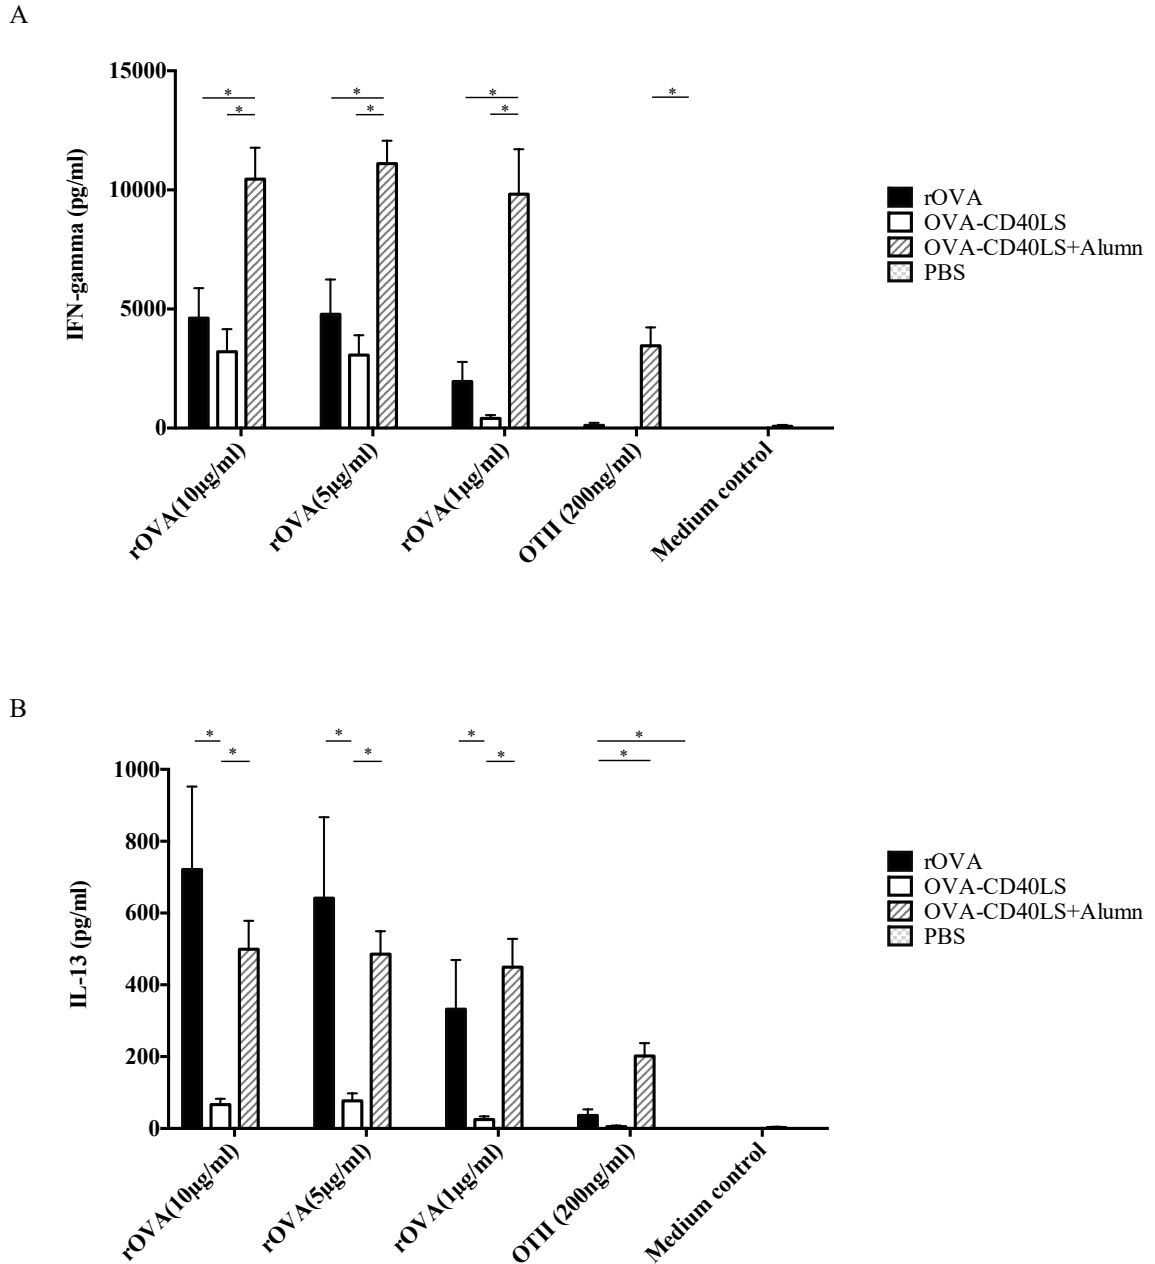 A
* * * *
* * *
15000
10000
5000
0
IFN-gamma (pg/ml)
rOVA
OVA-CD40LS
OVA-CD40LS+Alumn
PBS
rOVA(10µg/ml)
rOVA(5µg/ml)
rOVA(1µg/ml)
OTII (200ng/ml)
Medium control
B
* * * *
* * * *
1000
800
600
400
200
0
IL-13 (pg/ml)
rOVA
OVA-CD40LS
OVA-CD40LS+Alumn
PBS
rOVA(10µg/ml)
rOVA(5µg/ml)
rOVA(1µg/ml)
OTII (200ng/ml)
Medium control